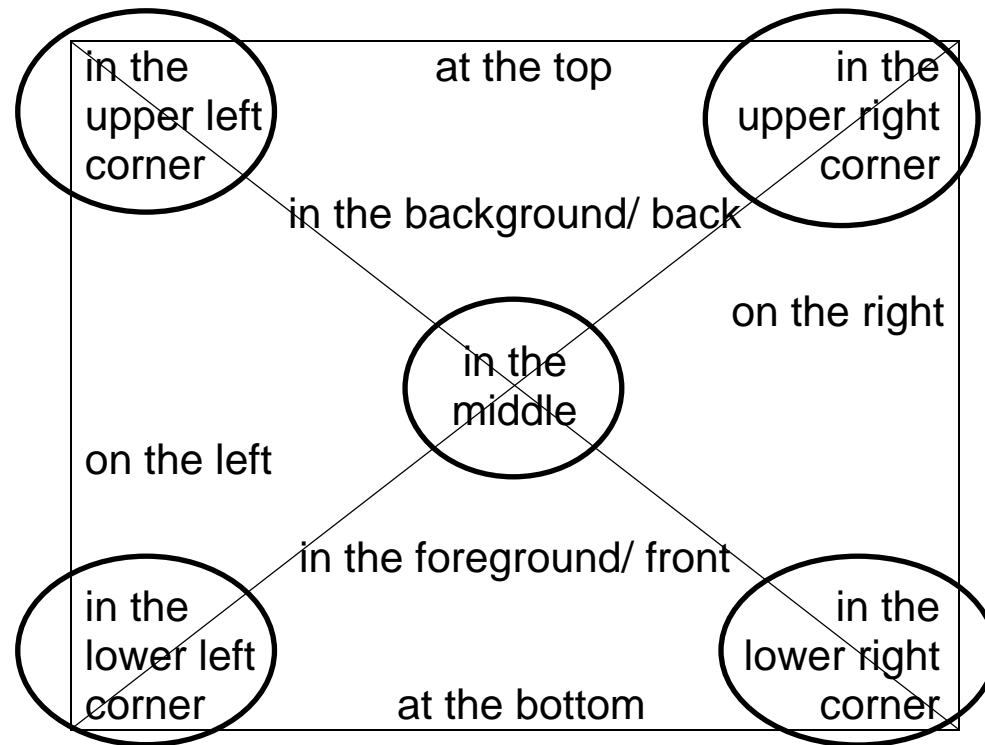 in the
upper left
corner
at the top
in the
upper right
corner
in the background/ back
on the right
in the
middle
on the left
in the foreground/ front
in the
lower left
corner
at the bottom
in the
lower right
corner